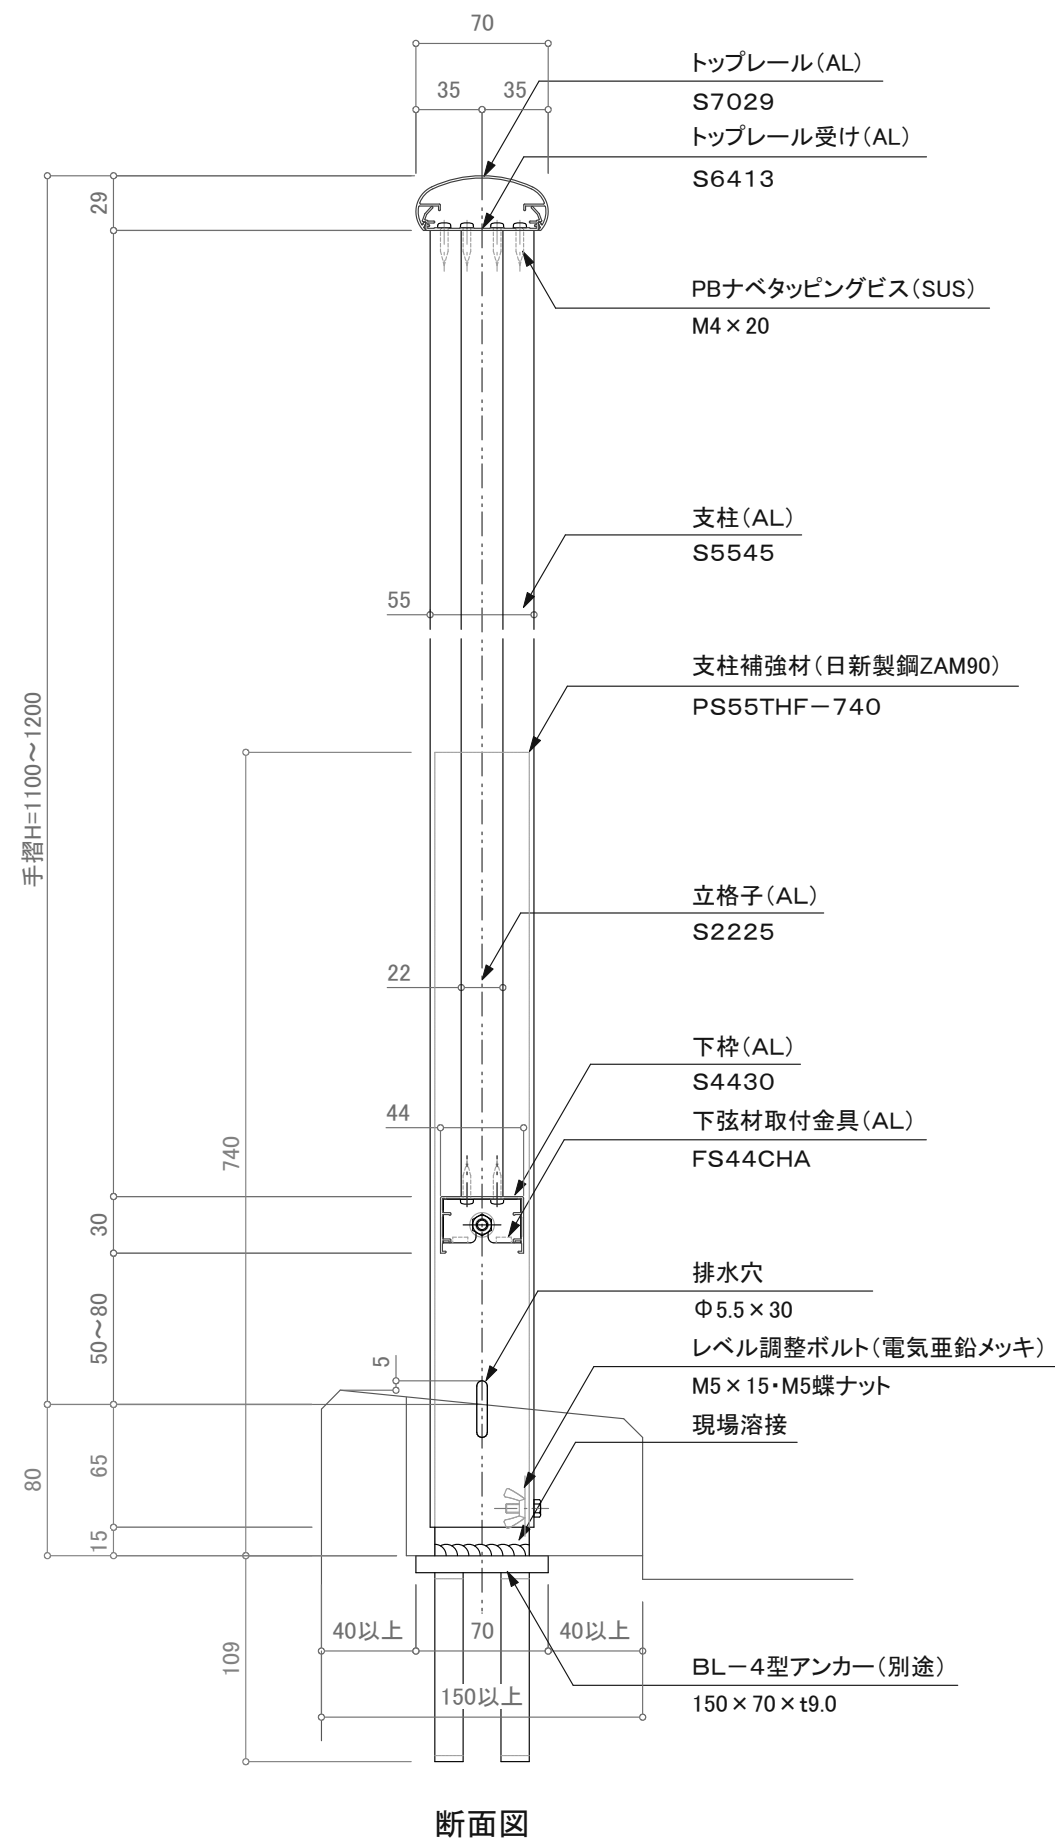 70
35
35
トップレール(AL)
S7029
トップレール受け(AL)
S6413
29
PBナベタッピングビス(SUS)
M4×20
支柱(AL)
S5545
55
支柱補強材(日新製鋼ZAM90)
PS55THF－740
手摺H=1100～1200
立格子(AL)
S2225
22
下枠(AL)
S4430
44
下弦材取付金具(AL)
FS44CHA
740
30
排水穴
Φ5.5×30
50～80
5
レベル調整ボルト(電気亜鉛メッキ)
M5×15・M5蝶ナット
現場溶接
65
80
15
40以上
70
40以上
109
BL－4型アンカー(別途)
150×70×t9.0
150以上
断面図